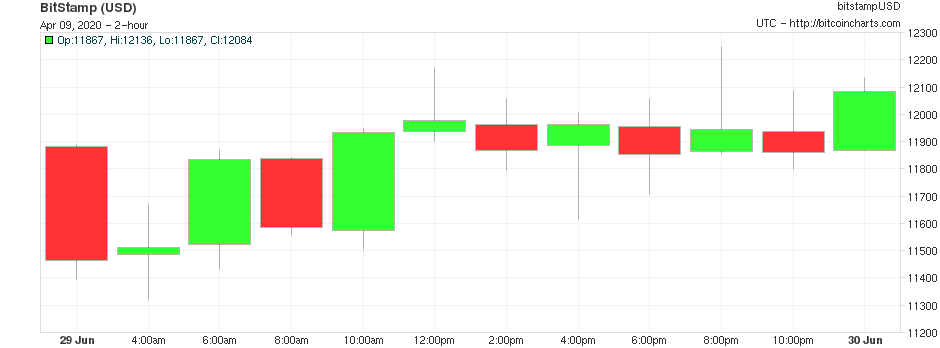 BitStamp (USD)
bitstampUSD
Apr 09, 2020 - 2-hour
UTC - http://bitcoincharts.com
Op:11867, Hi:12136, Lo:11867, Cl:12084
12300
12200
12100
12000
11900
11800
11700
11600
11500
11400
11300
11200
29 Jun 4:00am 6:00am 8:00am 10:00am 12:00pm 2:00pm 4:00pm 6:00pm 8:00pm 10:00pm 30 Jun